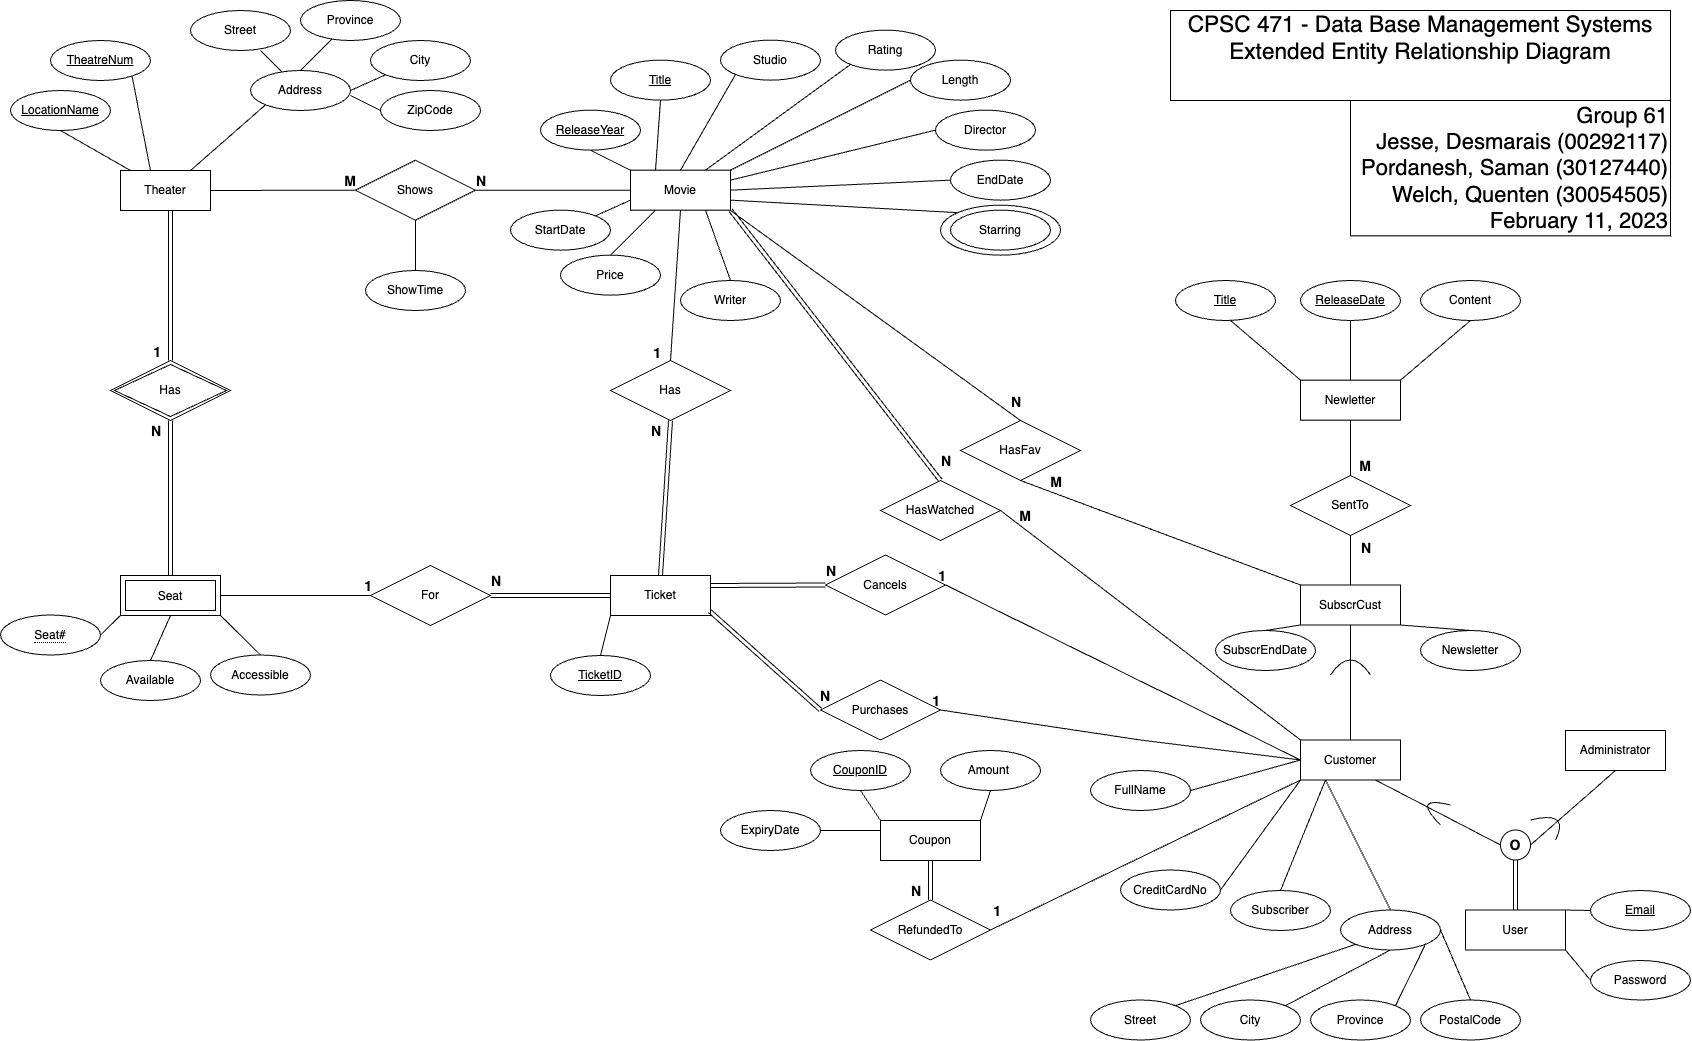 CPSC 471 - Data Base Management Systems
Extended Entity Relationship Diagram
Group 61
Jesse, Desmarais (00292117)
Pordanesh, Saman (30127440)
Welch, Quenten (30054505)
February 11, 2023
Street
Province
TheatreNum
City
LocationName
Address
ZipCode
Theater
M
Shows
N
ShowTime
Title
Studio
Rating
Length
ReleaseYear
Director
Movie
EndDate
StartDate
Starring
Price
Writer
1
Has
N
1
Has
N
N
HasFav
M
N
HasWatched
M
Title
ReleaseDate
Content
Newletter
M
SentTo
N
SubscrCust
SubscrEndDate
Newsletter
Seat
Seat#
Available
Accessible
1
For
N
Ticket
TicketID
N
Cancels
1
N
Purchases
1
Customer
Administrator
FullName
CouponID
Amount
ExpiryDate
Coupon
N
RefundedTo
1
CreditCardNo
Subscriber
Address
O
User
Email
Password
Street
City
Province
PostalCode